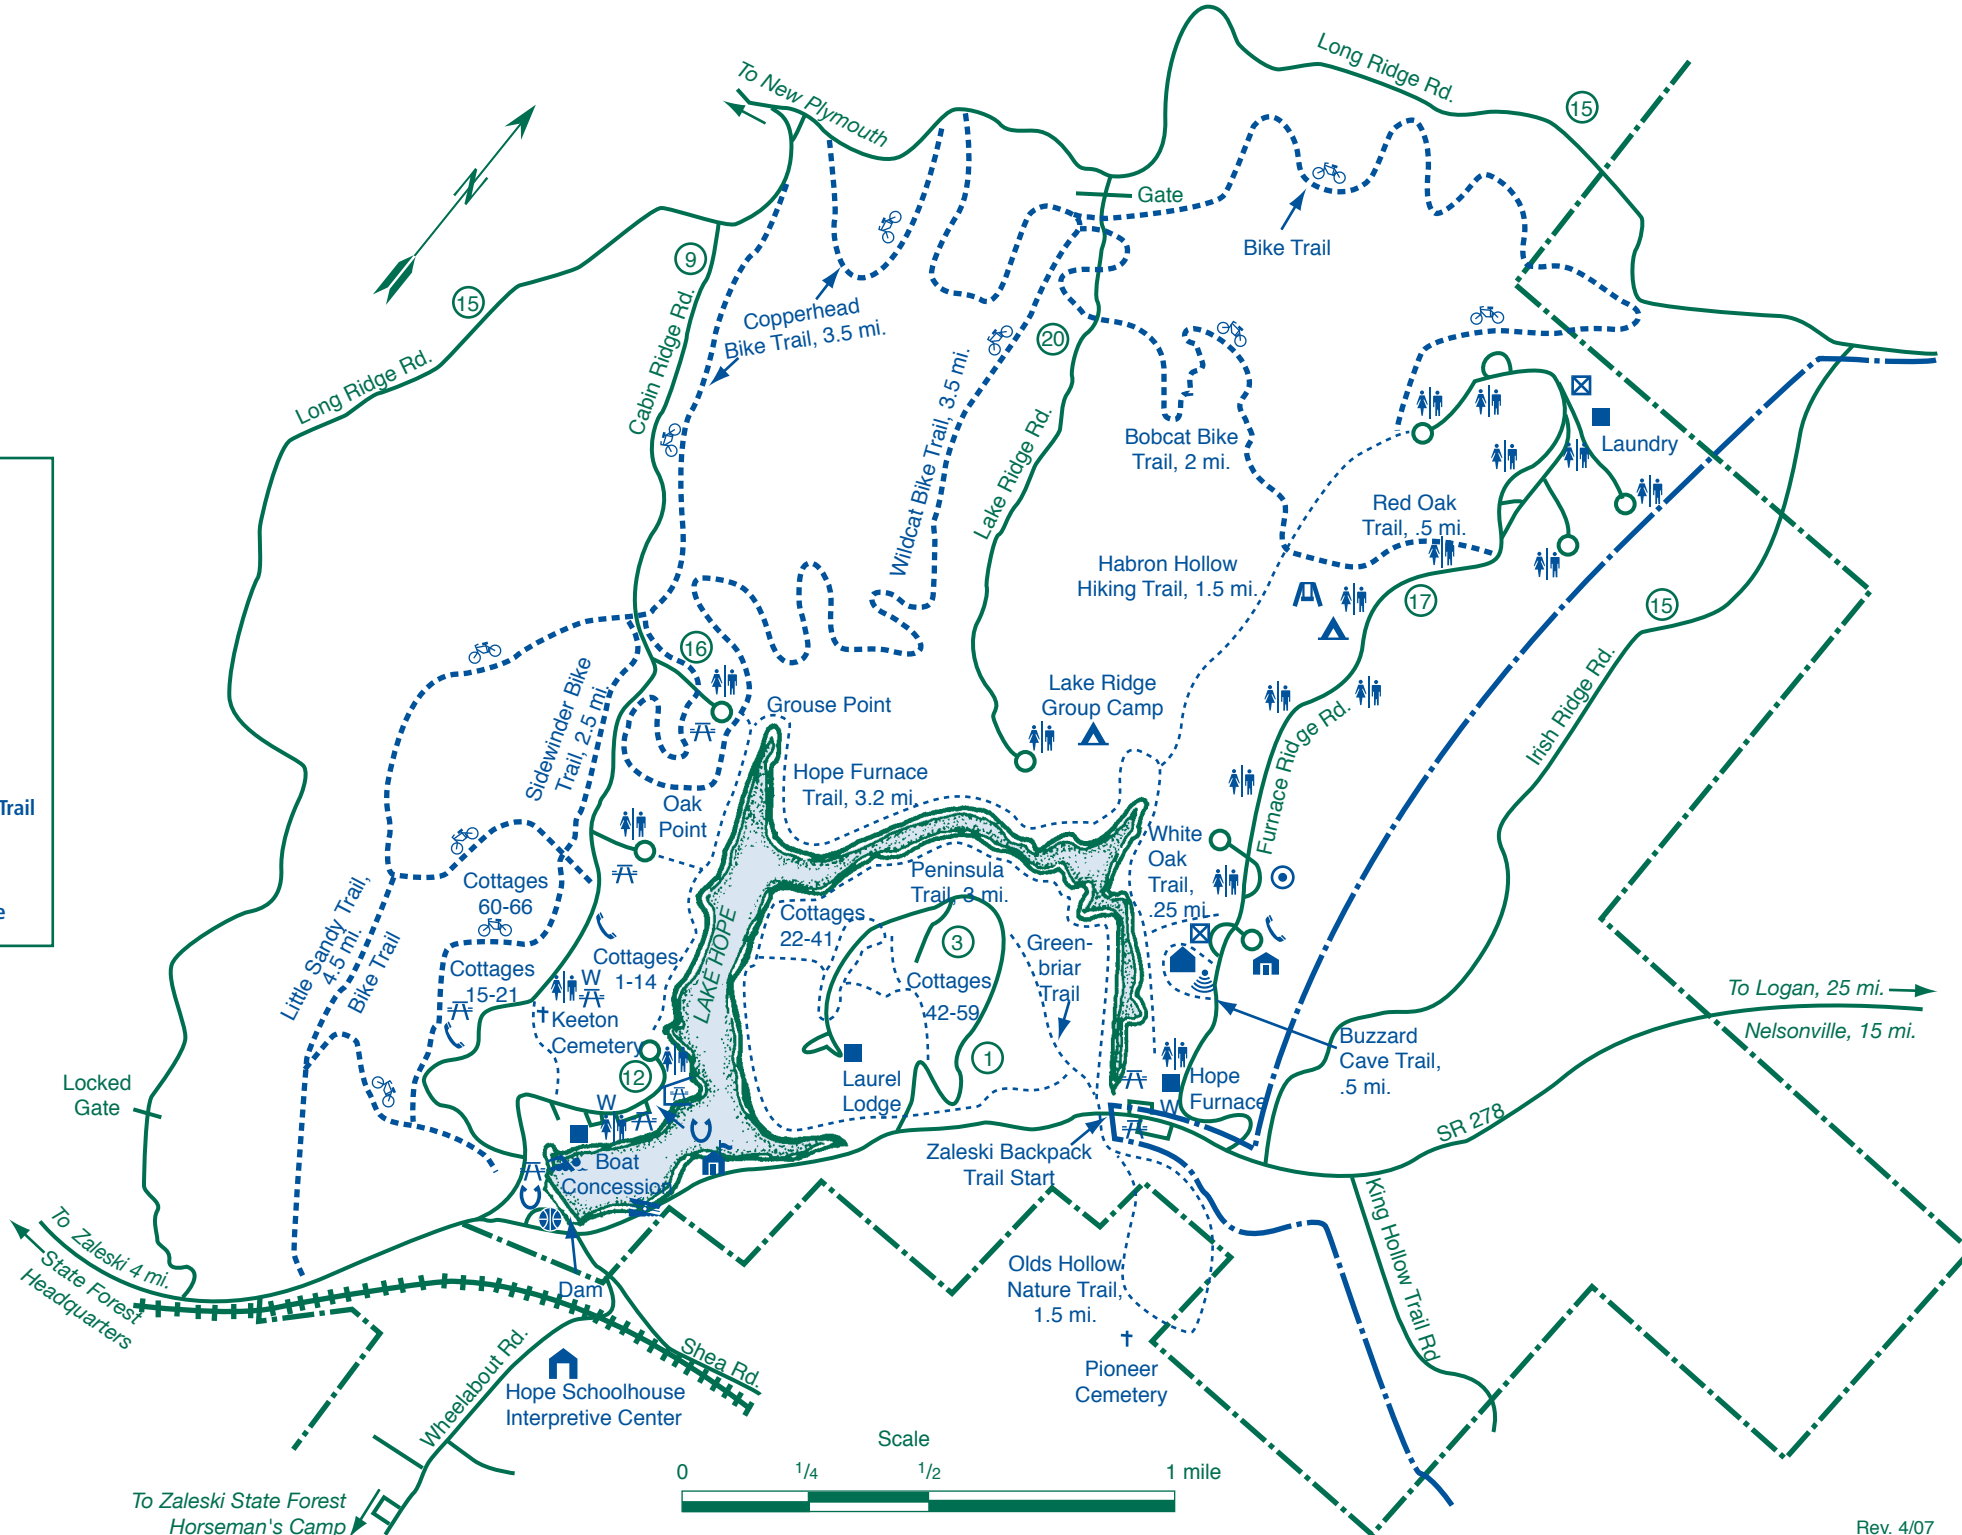 Long Ridge Rd.
15
To New Plymouth
Gate
Bike Trail
9
15
Copperhead
Bike Trail, 3.5 mi.
20
Long Ridge Rd.
Cabin Ridge Rd.
Wildcat Bike Trail, 3.5 mi.
Lake Ridge Rd.
Bobcat Bike
Trail, 2 mi.
Laundry
Red Oak
Trail, .5 mi.
Habron Hollow
Hiking Trail, 1.5 mi.
17
15
16
Sidewinder Bike
Trail, 2.5 mi.
Grouse Point
Lake Ridge
Group Camp
Irish Ridge Rd.
Furnace Ridge Rd.
Hope Furnace
Trail, 3.2 mi.
Trail
Oak
Point
White
Oak
Trail,
.25 mi.
Peninsula
Trail, 3 mi.
Cottages
60-66
e
Cottages
22-41
3
Little Sandy Trail,
4.5 mi.
Bike Trail
LAKE HOPE
Green-
briar
Trail
Cottages
1-14
Cottages
15-21
W
Cottages
42-59
To Logan, 25 mi.
Nelsonville, 15 mi.
Keeton
Cemetery
Buzzard
Cave Trail,
.5 mi.
1
12
Laurel
Lodge
Hope
Furnace
W
W
Locked
Gate
SR 278
Boat
Concession
Zaleski Backpack
Trail Start
King Hollow Trail Rd
To Zaleski 4 mi.
State Forest
Headquarters
Olds Hollow
Nature Trail,
1.5 mi.
Dam
Shea Rd.
Wheelabout Rd.
Hope Schoolhouse
Interpretive Center
Pioneer
Cemetery
Scale
0
1/4
1/2
1 mile
To Zaleski State Forest
Horseman's Camp
Rev. 4/07